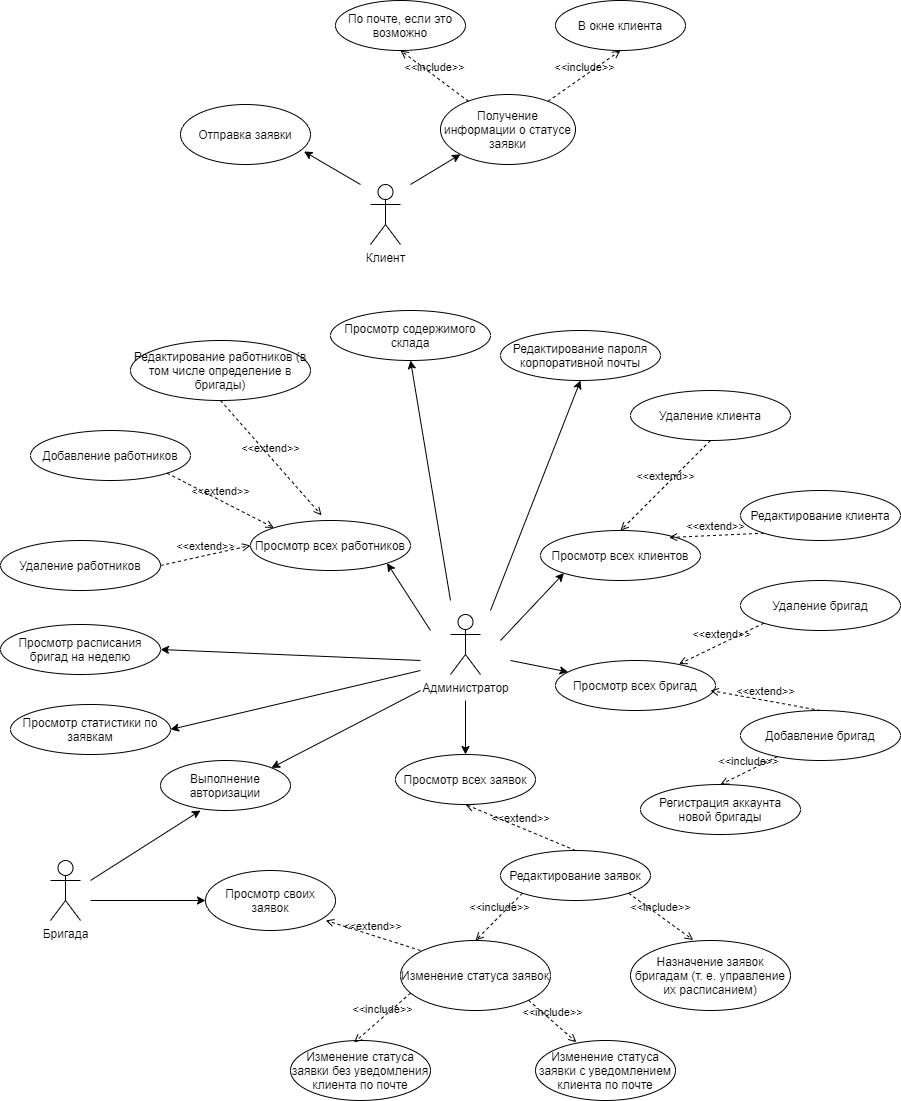 По почте, если это
возможно
В окне клиента
<<include>>
<<include>>
Получение
информации о статусе
заявки
Отправка заявки
Клиент
Просмотр содержимого
склада
Редактирование пароля
корпоративной почты
Редактирование работников (в
том числе определение в
бригады)
Удаление клиента
<<extend>>
Добавление работников
<<extend>>
<<extend>>
Редактирование клиента
<<extend>>
Просмотр всех работников
<<extend>>
Просмотр всех клиентов
Удаление работников
Удаление бригад
<<extend>>
Просмотр расписания
бригад на неделю
Администратор
Просмотр всех бригад
<<extend>>
Просмотр статистики по
заявкам
Добавление бригад
<<include>>
Выполнение
авторизации
Просмотр всех заявок
Регистрация аккаунта
новой бригады
<<extend>>
Редактирование заявок
Просмотр своих
заявок
<<include>>
<<include>>
Бригада
<<extend>>
Изменение статуса заявок
Назначение заявок
бригадам (т. е. управление
их расписанием)
<<include>>
<<include>>
Изменение статуса
заявки без уведомления
клиента по почте
Изменение статуса
заявки с уведомлением
клиента по почте